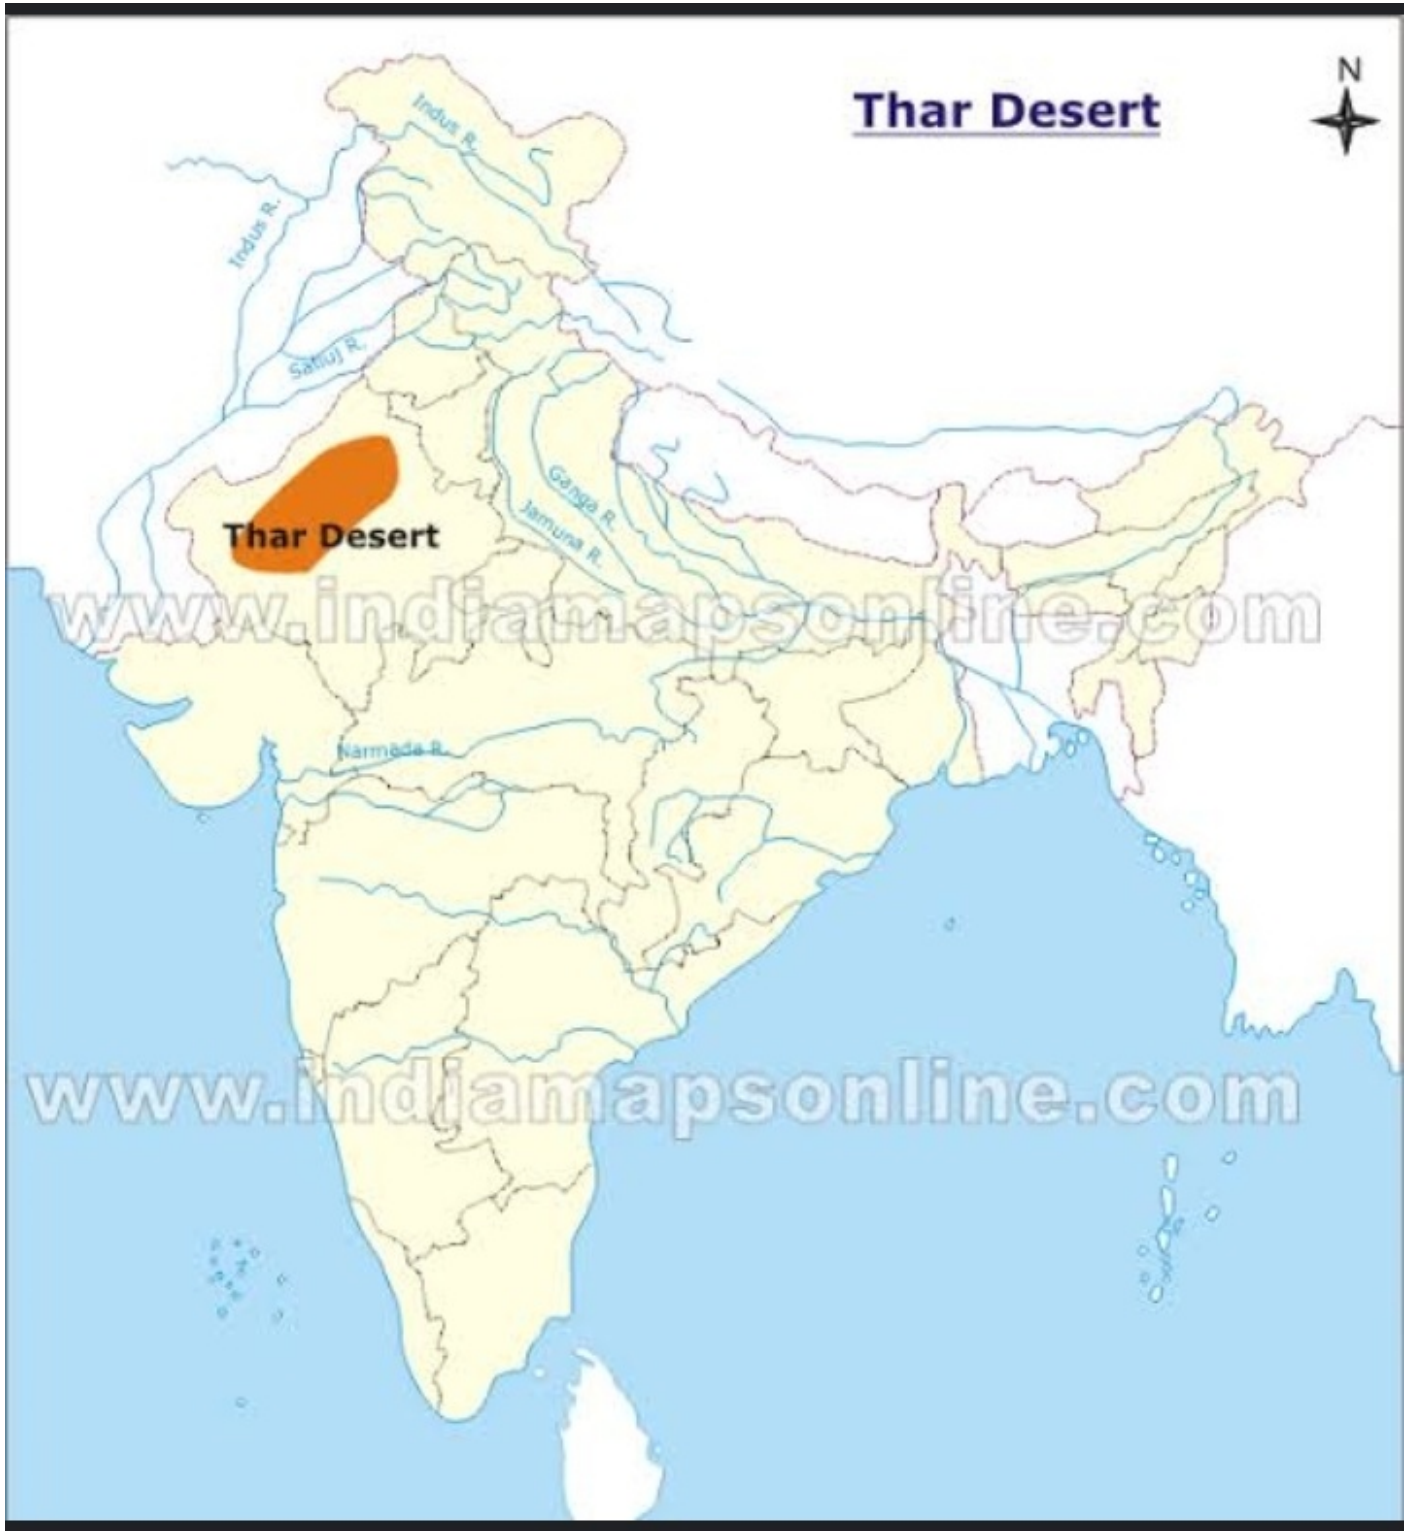 Thar Desert
N
Indus R.
Indus R.
Satluj R.
Ganga R.
Jamuna R.
Thar Desert
www.indiamapsonline.com
Narmada R.
www.indiamapsonline.com